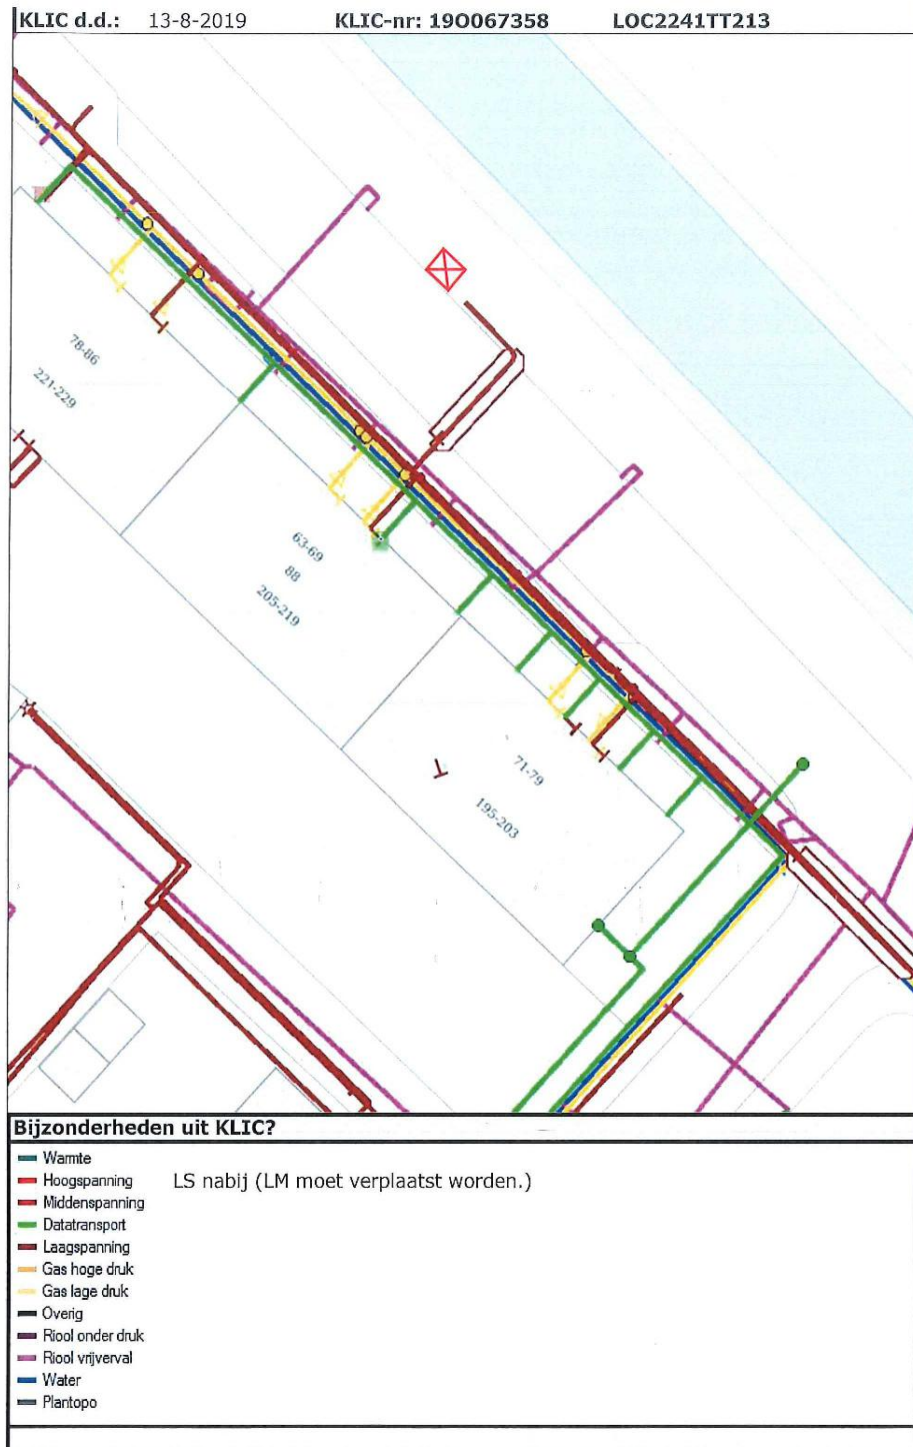 KLIC d.d.: 13-8-2019 KLIC-nr: 19O067358 LOC2241TT213
78-86
221-229
63-69
88
205-219
71-79
195-203
Bijzonderheden uit KLIC?
Warmte
Hoogspanning
Middenspanning
Datatransport
Laagspanning
Gas hoge druk
Gas lage druk
Overig
Riool onder druk
Riool vrijverval
Water
Plantopo
LS nabij (LM moet verplaatst worden.)